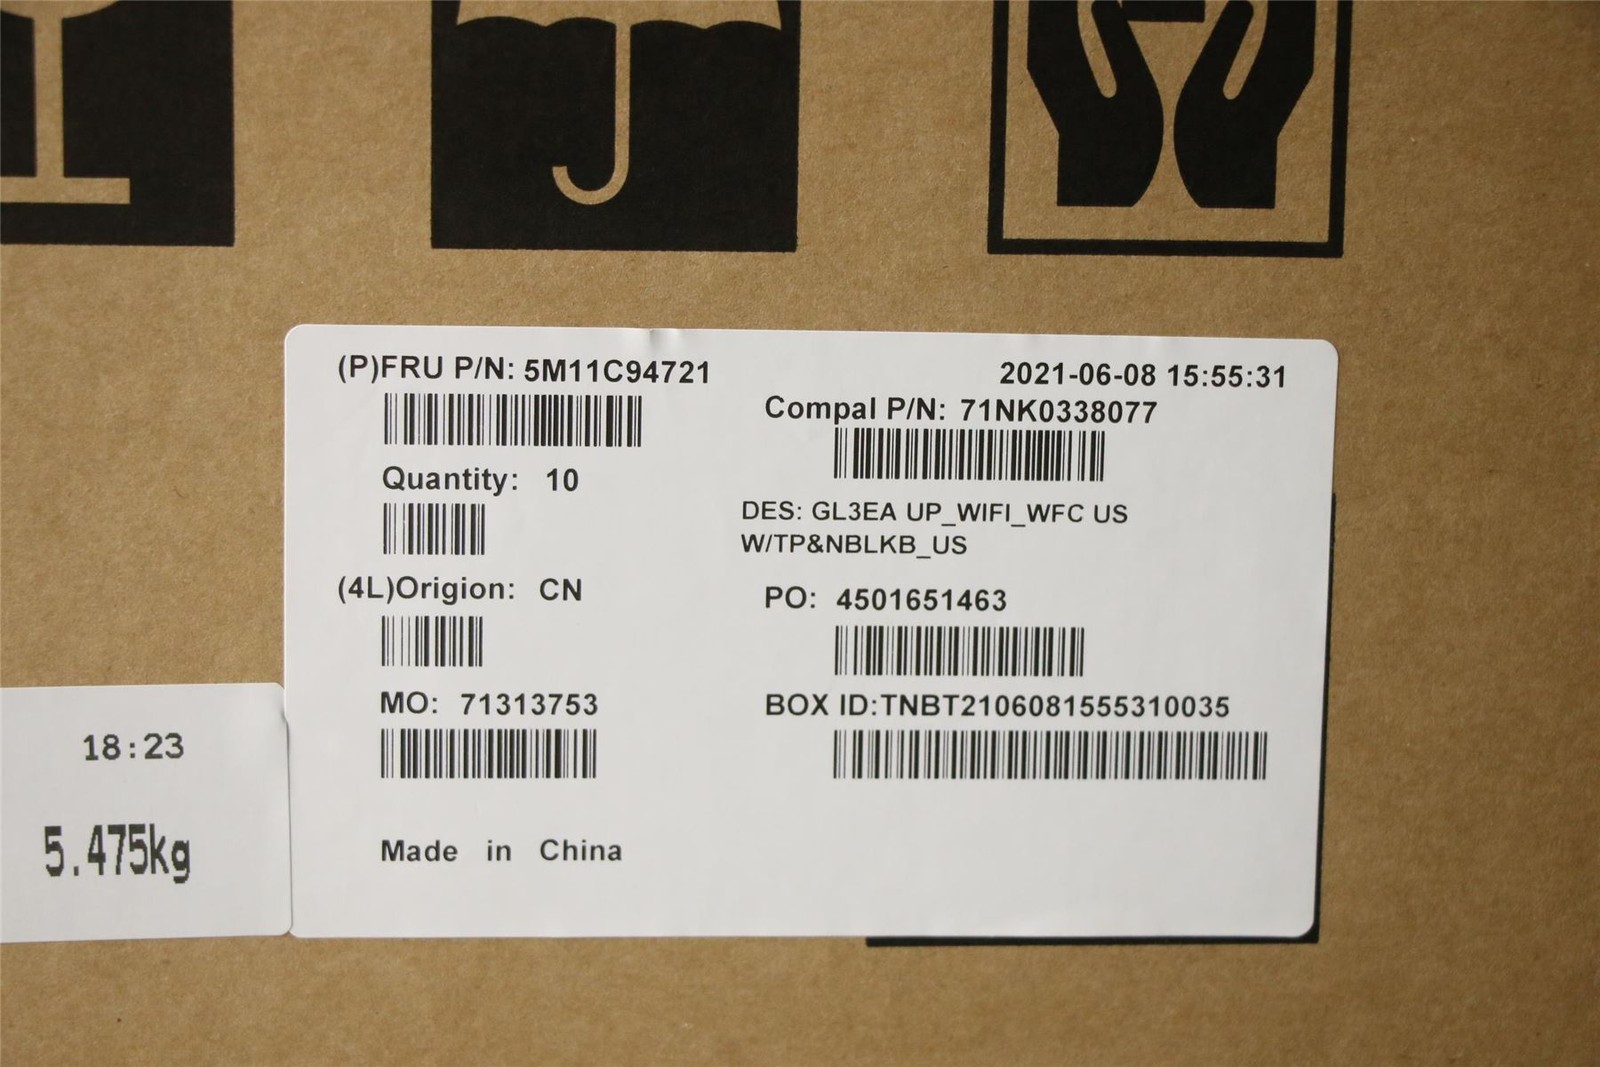 (P)FRU P/N: 5M11C94721
2021-06-08 15:55:31
Compal P/N: 71NK0338077
Quantity: 10
DES: GL3EA UP_WIFI_WFC US
W/TP&NBLKB_US
(4L)Origion: CN
PO: 4501651463
MO: 71313753
BOX ID:TNBT2106081555310035
Made in China
18:23
5.475kg